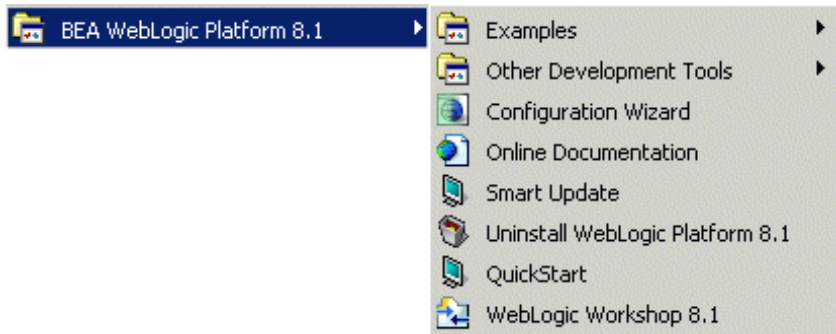 BEA WebLogic Platform 8.1
Examples
Other Development Tools
Configuration Wizard
Online Documentation
Smart Update
Uninstall WebLogic Platform 8.1
QuickStart
WebLogic Workshop 8.1